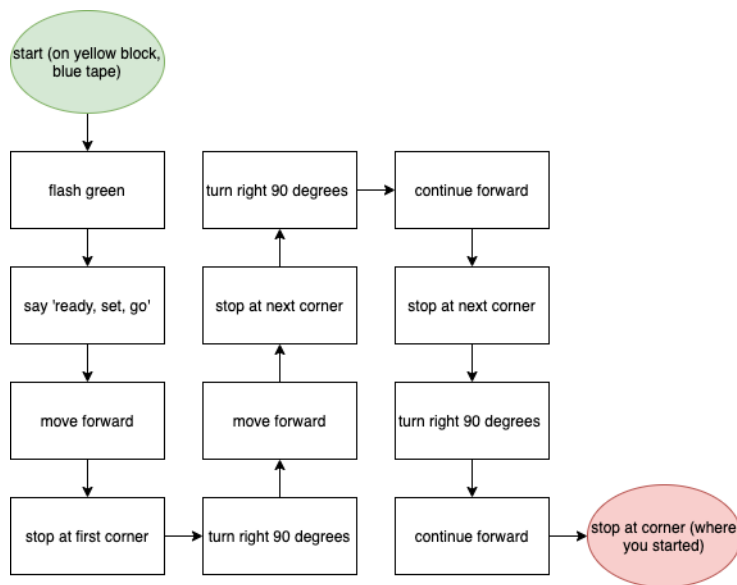 start (on yellow block,
blue tape)
flash green
say 'ready, set, go'
move forward
stop at first corner
turn right 90 degrees
move forward
stop at next corner
turn right 90 degrees
continue forward
stop at next corner
turn right 90 degrees
continue forward
stop at corner (where
you started)